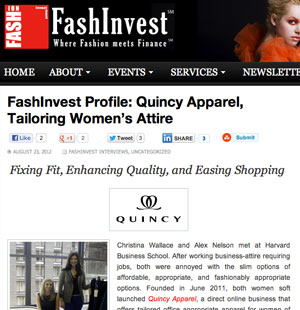 FASHION
FashInvest SM
Where Fashion meets Finance™
HOME ABOUT EVENTS SERVICES NEWSLETTE
FashInvest Profile: Quincy Apparel,
Tailoring Women's Attire
Like 2 +1 2 Tweet 3 SHARE 3 Submit
AUGUST 23, 2012 FASHINVEST INTERVIEWS, UNCATEGORIZED
Fixing Fit, Enhancing Quality, and Easing Shopping
QUINCY
Christina Wallace and Alex Nelson met at Harvard
Business School. After working business-attire requiring
jobs, both were annoyed with the slim options of
affordable, appropriate, and fashionably appropriate
options. Founded in June 2011, both women soft
launched Quincy Apparel, a direct online business that
offers tailored office appropriate apparel for women of